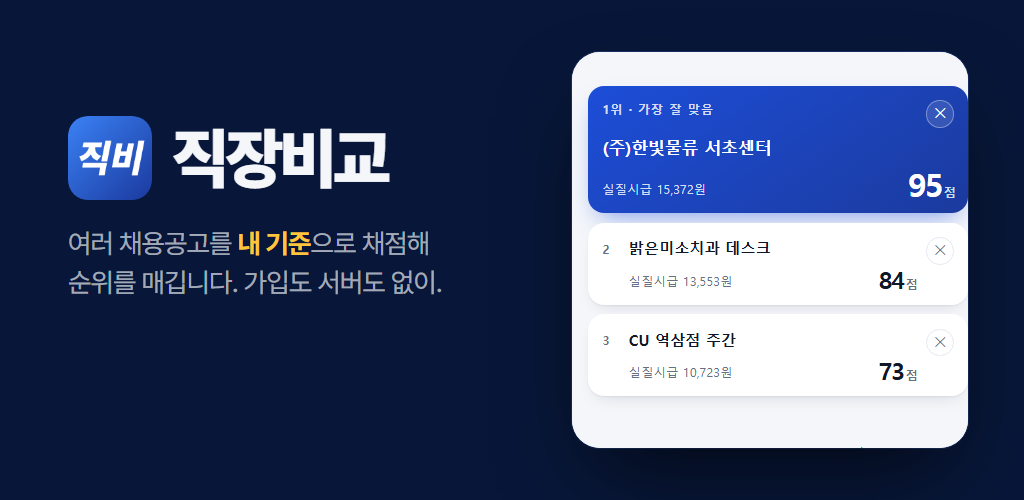 직비
직장비교
여러 채용공고를 내 기준으로 채점해
순위를 매깁니다. 가입도 서버도 없이.
1위 · 가장 잘 맞음
(주)한빛물류 서초센터
실질시급 15,372원
95점
2 밝은미소치과 데스크
실질시급 13,553원
84점
3 CU 역삼점 주간
실질시급 10,723원
73점